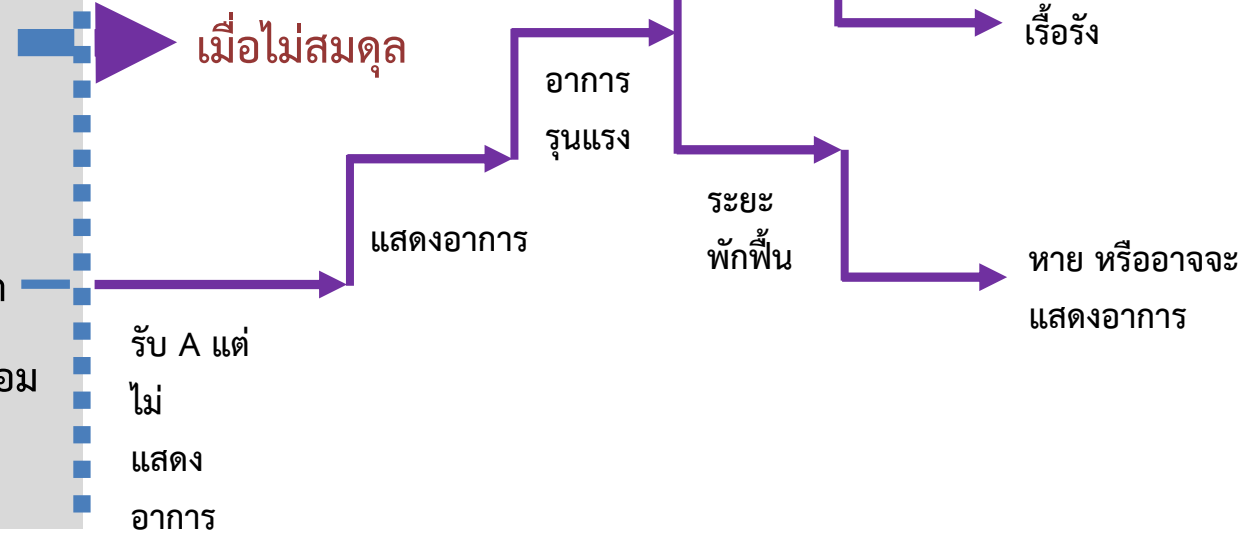 เรื้อรัง
เมื่อไม่สมดุล
อาการ
รุนแรง
ระยะ
พักฟื้น
แสดงอาการ
หาย หรืออาจจะ
แสดงอาการ
รับ A แต่
ไม่
แสดง
อาการ